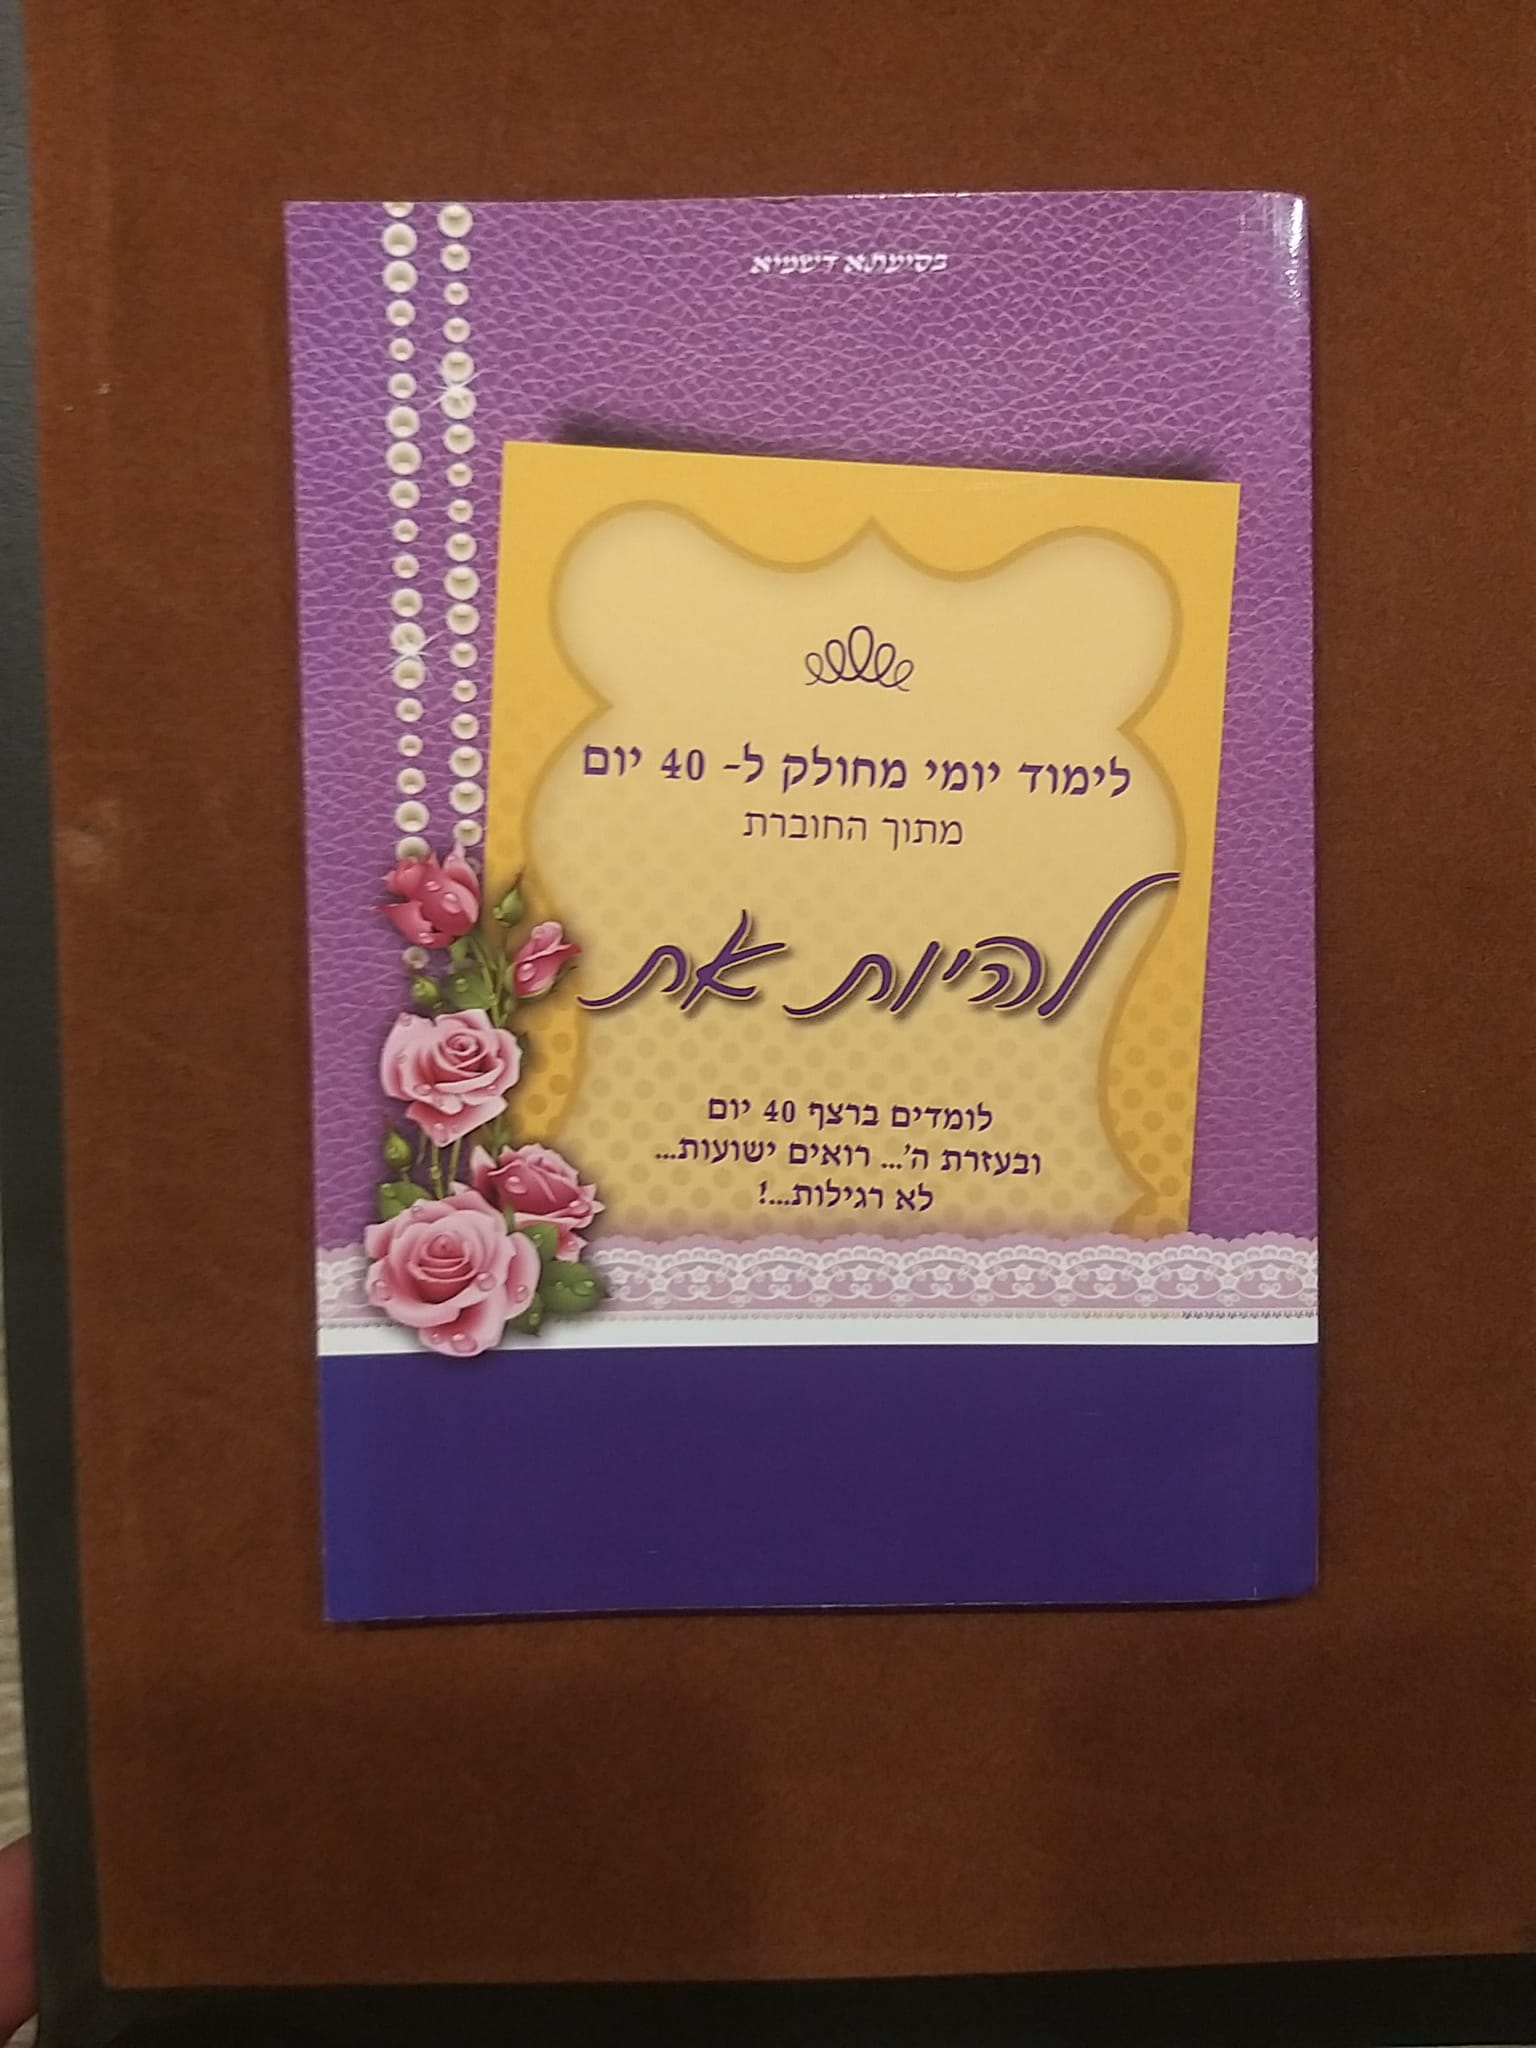 בסיעתא דשמיא
לימוד יומי מחולק ל- 40 יום
מתוך החוברת
להיות את
לומדים ברצף 40 יום
ובעזרת ה'... רואים ישועות...
לא רגילות...!